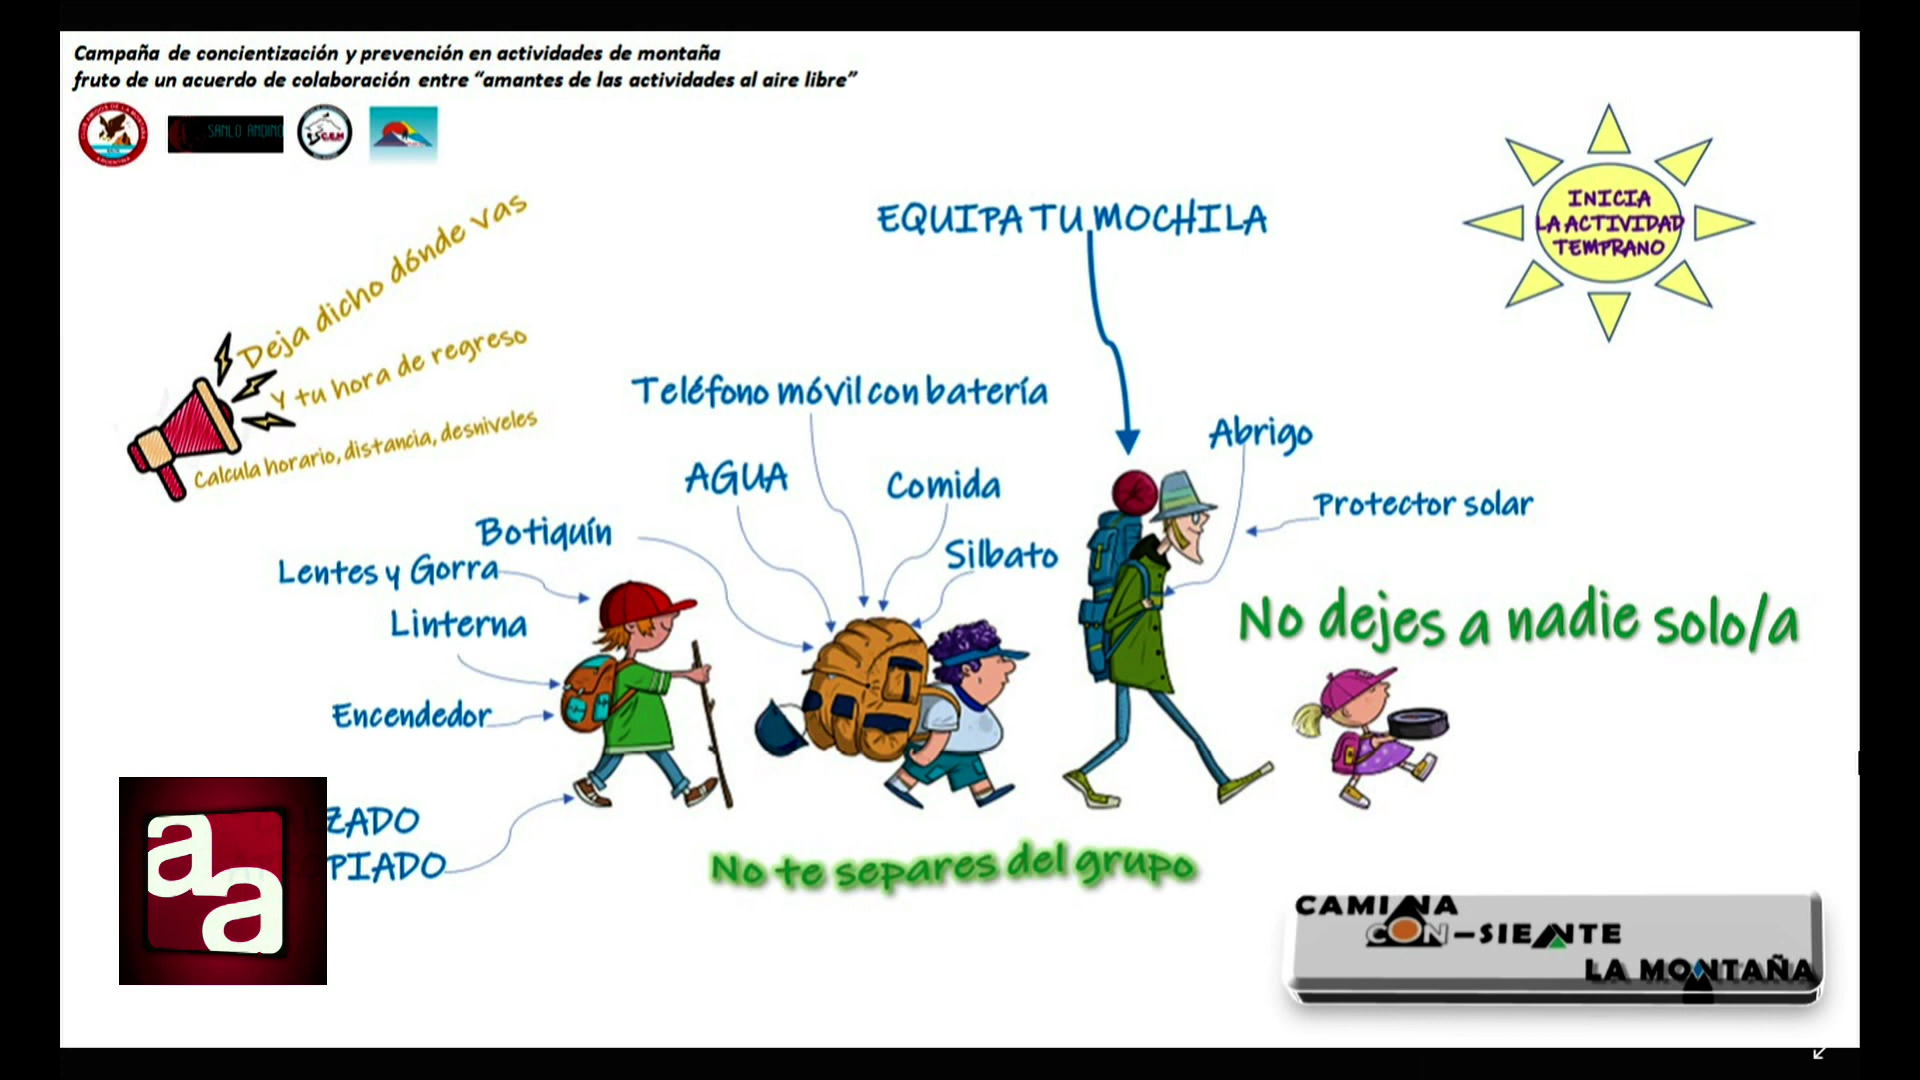 Campaña de concientización y prevención en actividades de montaña
fruto de un acuerdo de colaboración entre “amantes de las actividades al aire libre”
SANLO ANDINO
INICIA
LA ACTIVIDAD
TEMPRANO
EQUIPA TU MOCHILA
Deja dicho dónde vas
Y tu hora de regreso
Calcula horario, distancia, desniveles
Teléfono móvil con batería
Abrigo
AGUA
Comida
Protector solar
Botiquín
Silbato
Lentes y Gorra
Linterna
No dejes a nadie solo/a
Encendedor
ZADO
PIADO
aa
No te separes del grupo
CAMINA
CON-SIENTE
LA MONTAÑA